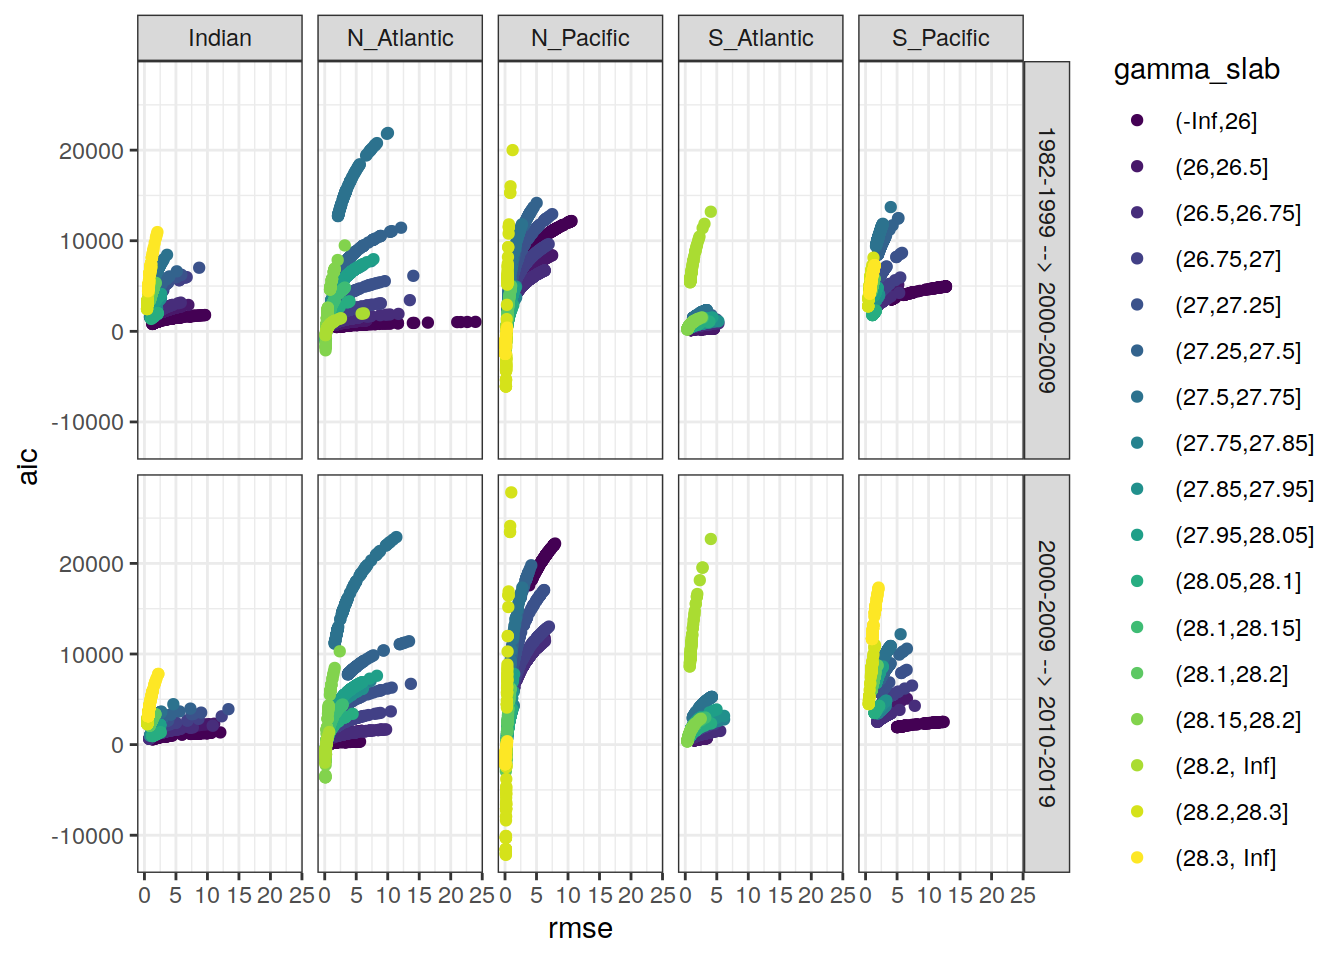 Indian
N_Atlantic
N_Pacific
S_Atlantic
S_Pacific
20000
10000
0
-10000
1982-1999 --> 2000-2009
20000
10000
0
-10000
2000-2009 --> 2010-2019
0 5 10 15 20 25
0 5 10 15 20 25
0 5 10 15 20 25
0 5 10 15 20 25
0 5 10 15 20 25
aic
rmse
gamma_slab
(-Inf,26]
(26,26.5]
(26.5,26.75]
(26.75,27]
(27,27.25]
(27.25,27.5]
(27.5,27.75]
(27.75,27.85]
(27.85,27.95]
(27.95,28.05]
(28.05,28.1]
(28.1,28.15]
(28.1,28.2]
(28.15,28.2]
(28.2, Inf]
(28.2,28.3]
(28.3, Inf]